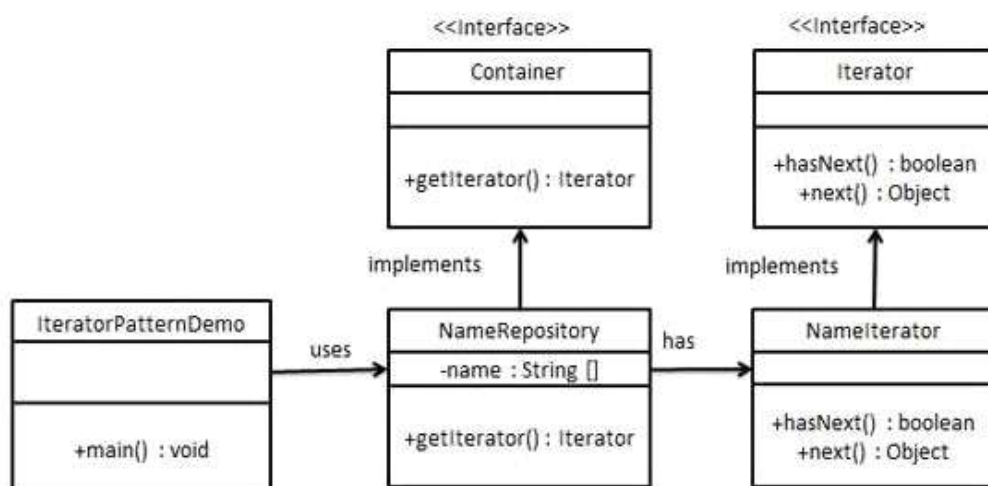 <<Interface>>
Container
+getIterator() : Iterator
<<Interface>>
Iterator
+hasNext() : boolean
+next() : Object
implements
implements
IteratorPatternDemo
+main() : void
uses
NameRepository
-name : String []
+getIterator() : Iterator
has
NameIterator
+hasNext() : boolean
+next() : Object